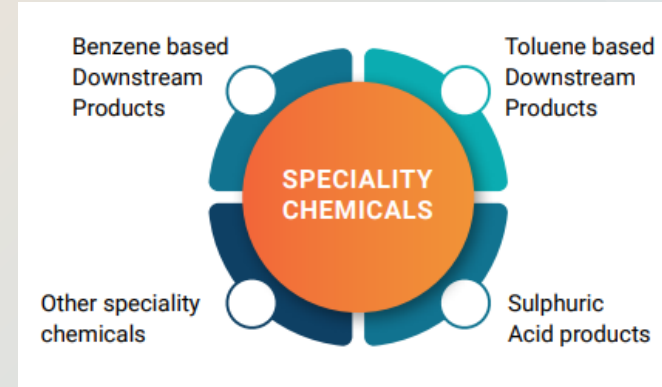 Benzene based
Downstream
Products
Toluene based
Downstream
Products
SPECIALITY
CHEMICALS
Other speciality
chemicals
Sulphuric
Acid products